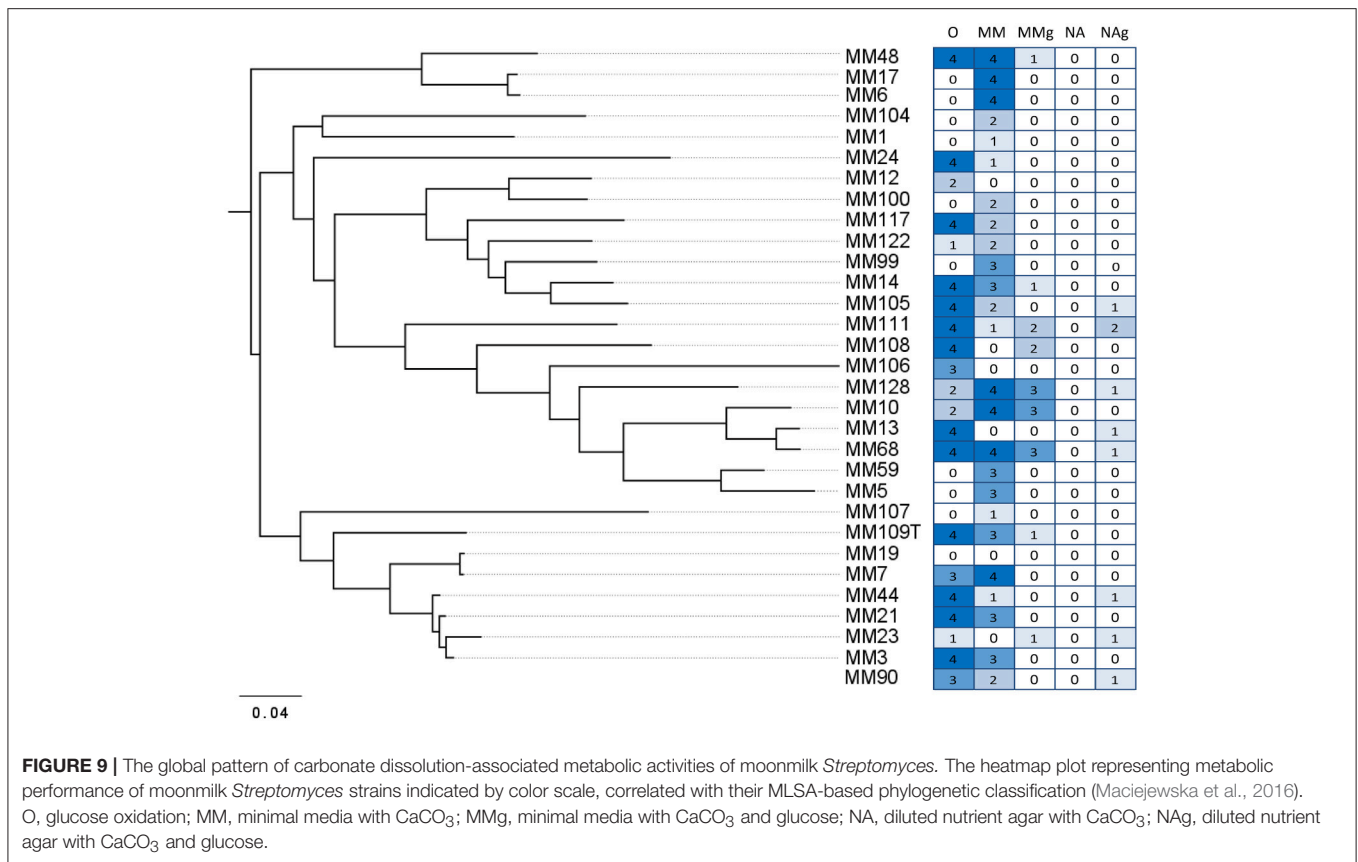 O MM MMg NA NAg
MM48 4 4 1 0 0
MM17 0 4 0 0 0
MM6 0 4 0 0 0
MM104 0 2 0 0 0
MM1 0 1 0 0 0
MM24 4 1 0 0 0
MM12 2 0 0 0 0
MM100 0 2 0 0 0
MM117 4 2 0 0 0
MM122 1 2 0 0 0
MM99 0 3 0 0 0
MM14 4 3 1 0 0
MM105 4 2 0 0 1
MM111 4 1 2 0 2
MM108 4 0 2 0 0
MM106 3 0 0 0 0
MM128 2 4 3 0 1
MM10 2 4 3 0 0
MM13 4 0 0 0 1
MM68 4 4 3 0 1
MM59 0 3 0 0 0
MM5 0 3 0 0 0
MM107 0 1 0 0 0
MM109T 4 3 1 0 0
MM19 0 0 0 0 0
MM7 3 4 0 0 0
MM44 4 1 0 0 1
MM21 4 3 0 0 0
MM23 1 0 1 0 1
MM3 4 3 0 0 0
MM90 3 2 0 0 1
0.04
FIGURE 9 | The global pattern of carbonate dissolution-associated metabolic activities of moonmilk Streptomyces. The heatmap plot representing metabolic
performance of moonmilk Streptomyces strains indicated by color scale, correlated with their MLSA-based phylogenetic classification (Maciejewska et al., 2016).
O, glucose oxidation; MM, minimal media with CaCO3; MMg, minimal media with CaCO3 and glucose; NA, diluted nutrient agar with CaCO3; NAg, diluted nutrient
agar with CaCO3 and glucose.